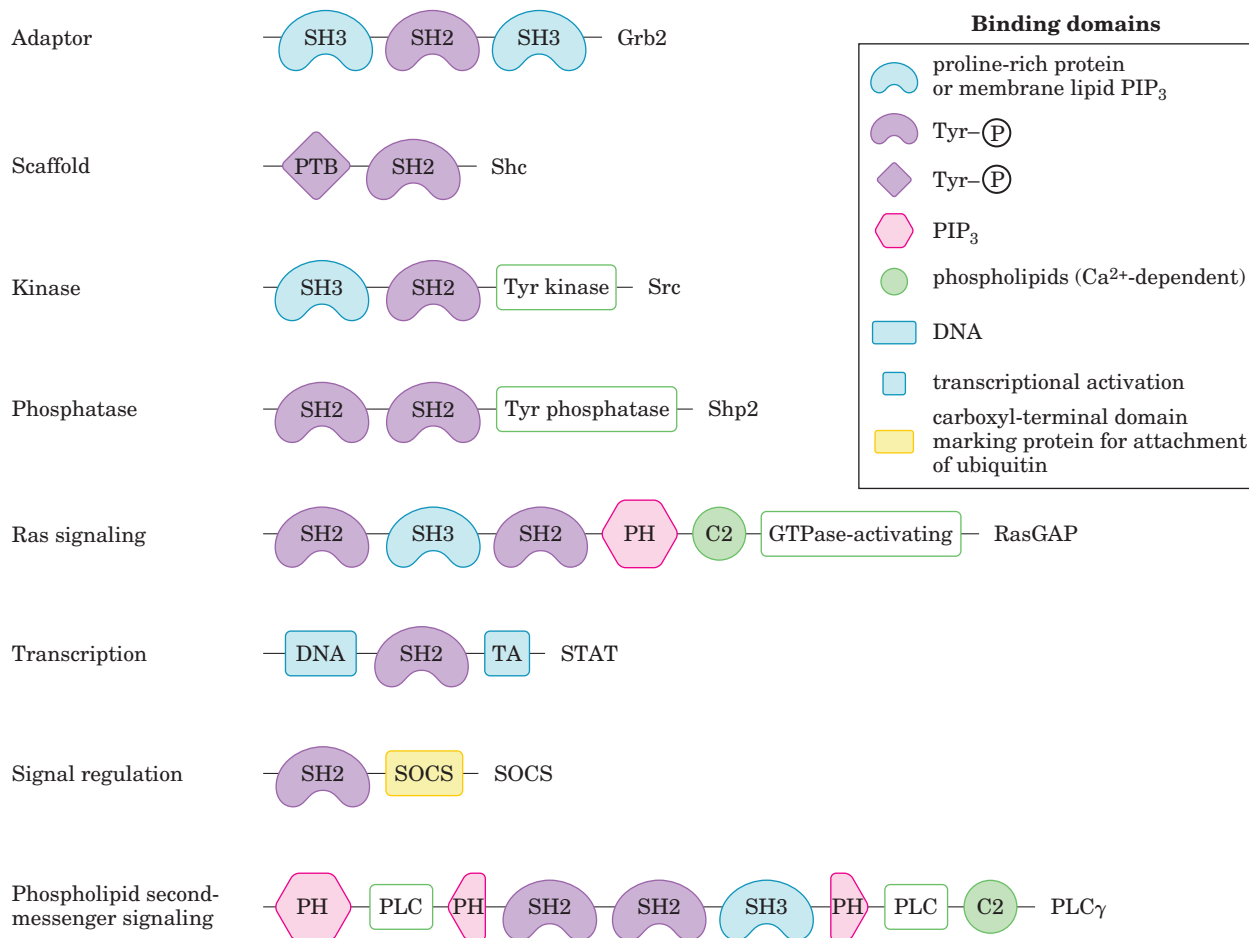 Adaptor
SH3 SH2 SH3 Grb2
Scaffold
PTB SH2 Shc
Kinase
SH3 SH2 Tyr kinase Src
Phosphatase
SH2 SH2 Tyr phosphatase Shp2
Ras signaling
SH2 SH3 SH2 PH C2 GTPase-activating RasGAP
Transcription
DNA SH2 TA STAT
Signal regulation
SH2 SOCS SOCS
Phospholipid second-
messenger signaling
PH PLC PH SH2 SH2 SH3 PH PLC C2 PLCγ
Binding domains
proline-rich protein
or membrane lipid PIP₃
Tyr–Ⓟ
Tyr–Ⓟ
PIP₃
phospholipids (Ca²⁺-dependent)
DNA
transcriptional activation
carboxyl-terminal domain
marking protein for attachment
of ubiquitin